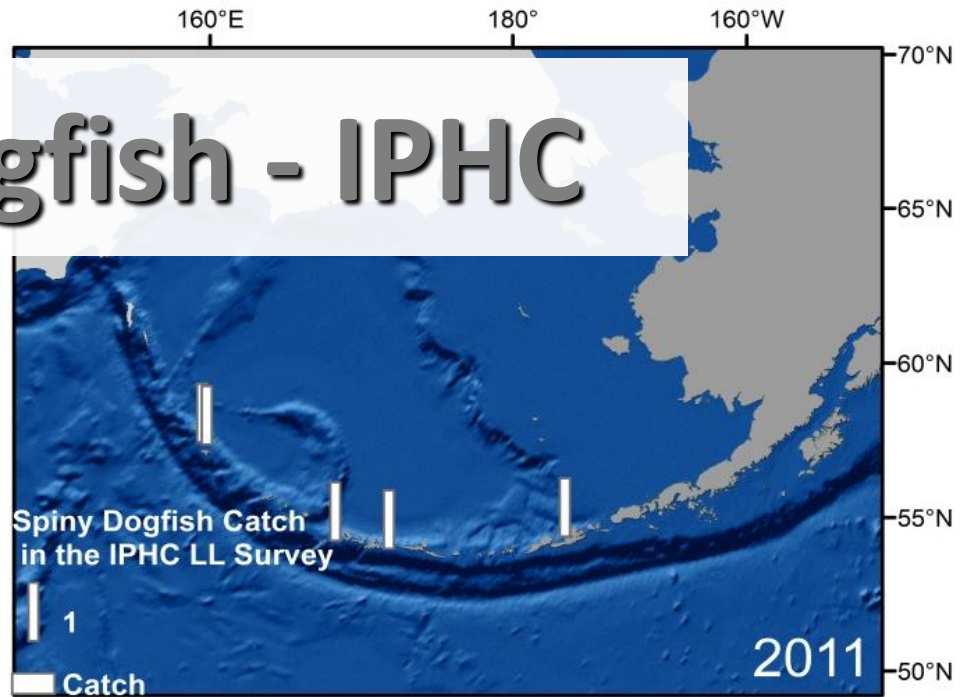 160°E 180° 160°W
70°N
gfish - IPHC
65°N
60°N
55°N
Spiny Dogfish Catch
in the IPHC LL Survey
1
2011
50°N
Catch